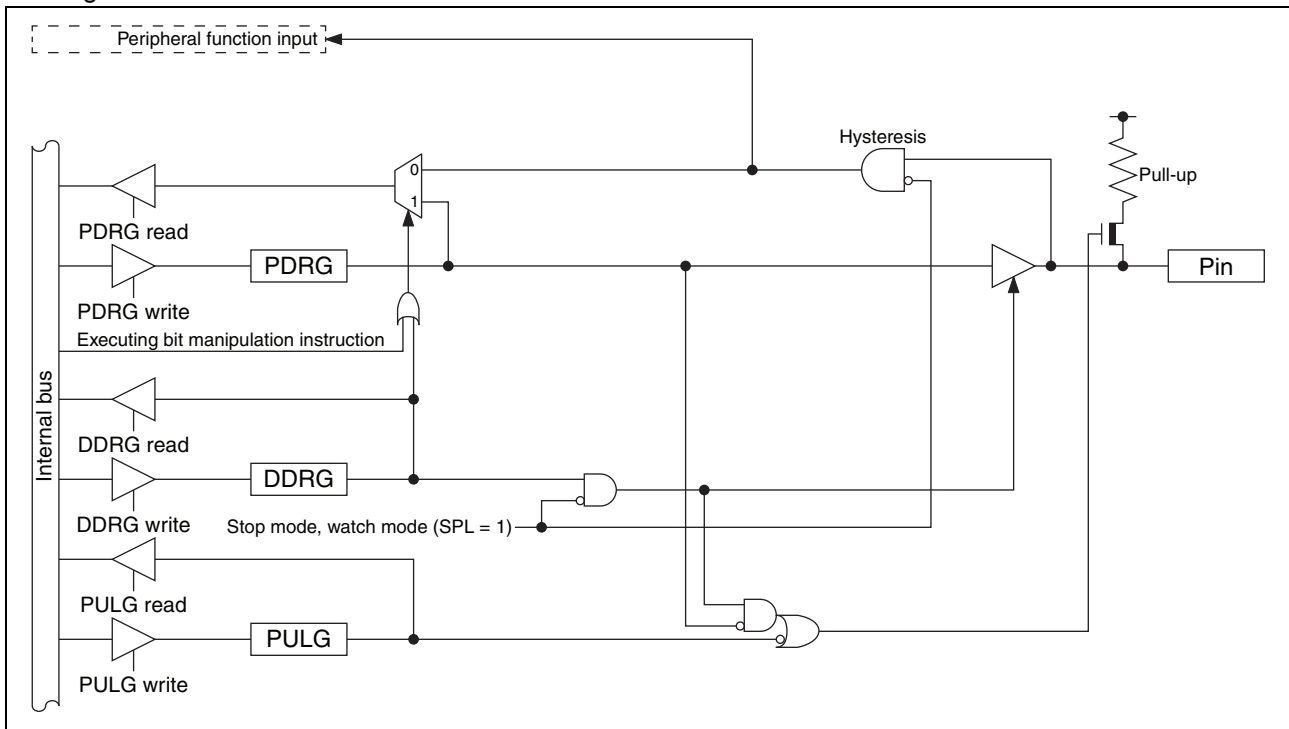 Peripheral function input
Hysteresis
0
Pull-up
1
PDRG read
PDRG
Pin
PDRG write
Executing bit manipulation instruction
Internal bus
DDRG read
DDRG
DDRG write
Stop mode, watch mode (SPL = 1)
PULG read
PULG
PULG write